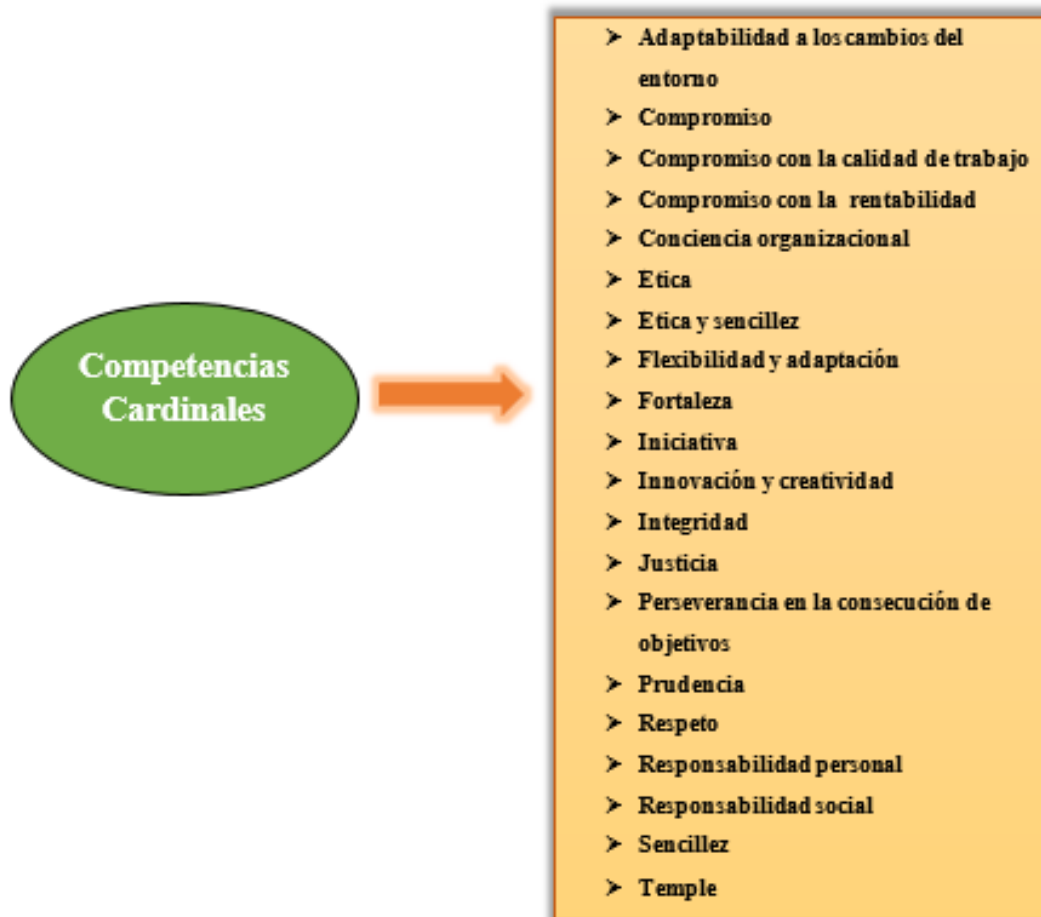 Competencias
Cardinales
➤ Adaptabilidad a los cambios del
entorno
➤ Compromiso
➤ Compromiso con la calidad de trabajo
➤ Compromiso con la rentabilidad
➤ Conciencia organizacional
➤ Etica
➤ Etica y sencillez
➤ Flexibilidad y adaptación
➤ Fortaleza
➤ Iniciativa
➤ Innovación y creatividad
➤ Integridad
➤ Justicia
➤ Perseverancia en la consecución de
objetivos
➤ Prudencia
➤ Respeto
➤ Responsabilidad personal
➤ Responsabilidad social
➤ Sencillez
➤ Temple